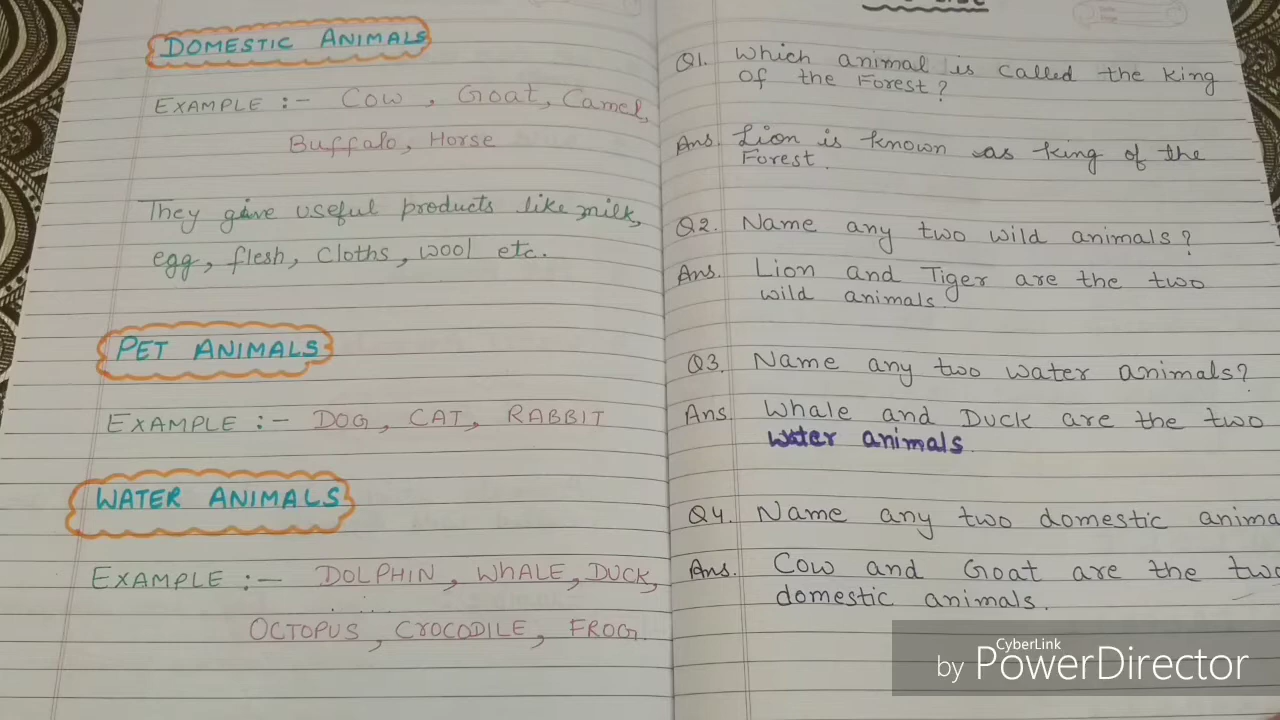 DOMESTIC ANIMALS
EXAMPLE :- Cow, Goat, Camel,
Buffalo, Horse
They give useful products like milk,
egg, flesh, Cloths, wool etc.
PET ANIMALS
EXAMPLE :- DOG, CAT, RABBIT
WATER ANIMALS
EXAMPLE :- DOLPHIN, WHALE, DUCK,
OCTOPUS, CROCODILE, FROG.
Q1. Which animal is called the king
of the Forest?
Ans. Lion is known as king of the
Forest.
Q2. Name any two wild animals?
Ans. Lion and Tiger are the two
wild animals.
Q3. Name any two water animals?
Ans. Whale and Duck are the two
water animals.
Q4. Name any two domestic anima
Ans. Cow and Goat are the two
domestic animals.
CyberLink
by PowerDirector